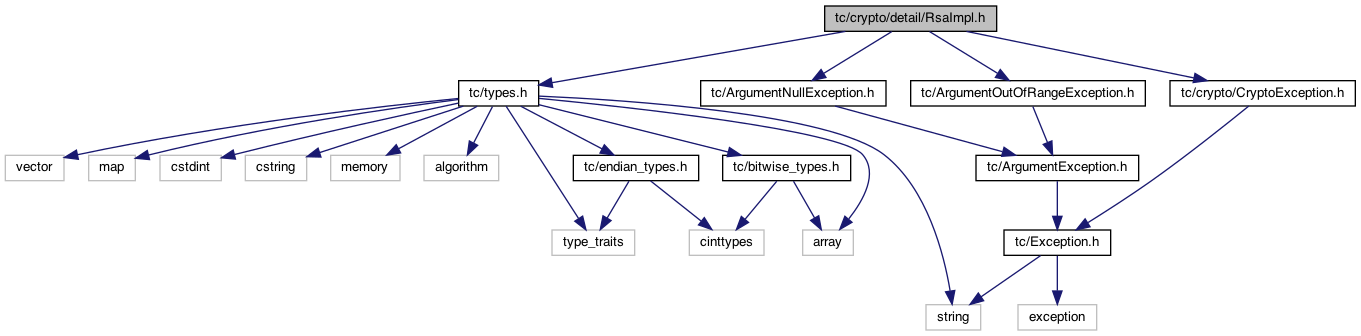 tc/crypto/detail/RsaImpl.h
tc/types.h
tc/ArgumentNullException.h
tc/ArgumentOutOfRangeException.h
tc/crypto/CryptoException.h
vector
map
cstdint
cstring
memory
algorithm
tc/endian_types.h
tc/bitwise_types.h
tc/ArgumentException.h
type_traits
cinttypes
array
tc/Exception.h
string
exception